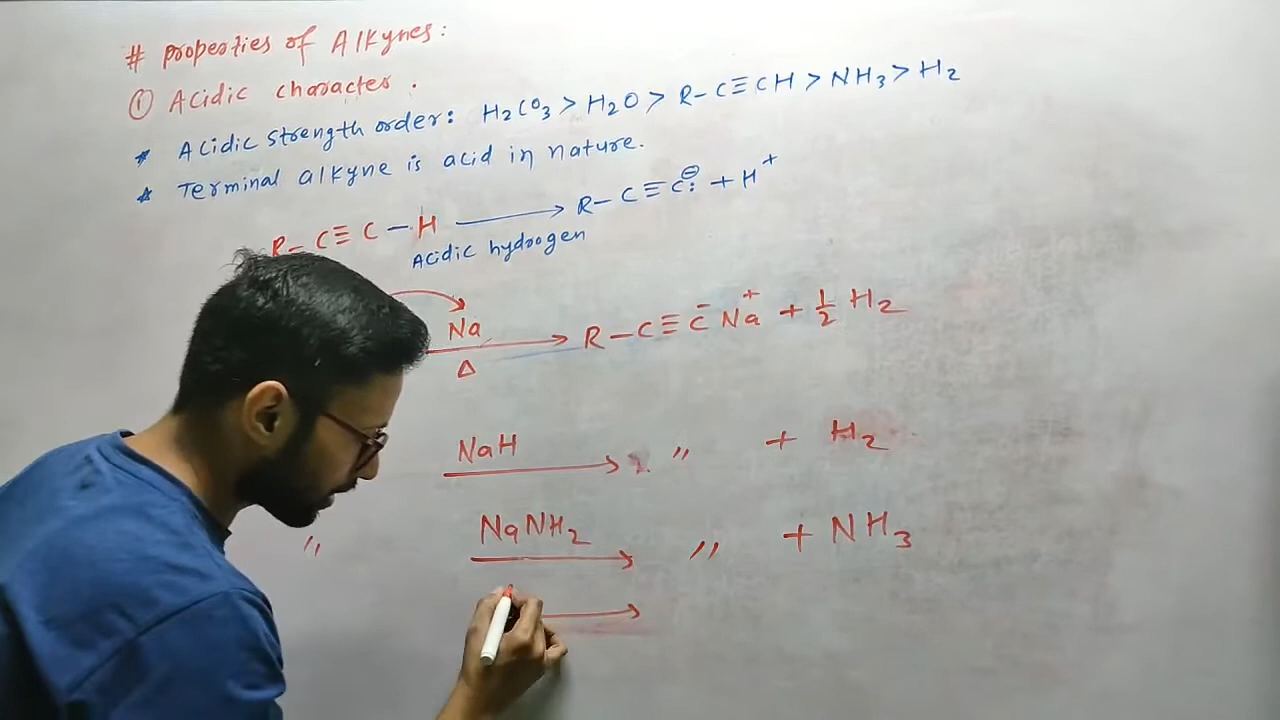 # Properties of Alkynes:
① Acidic character.
* Acidic strength order: H₂CO₃ > H₂O > R–C≡CH > NH₃ > H₂
* Terminal alkyne is acid in nature.
R–C≡C–H ⟶ R–C≡C:⊖ + H⁺
Acidic hydrogen
Na
⟶ R–C≡C⁻ Na⁺ + ½ H₂
Δ
NaH
⟶ 〃 + H₂
NaNH₂
〃 ⟶ 〃 + NH₃
⟶